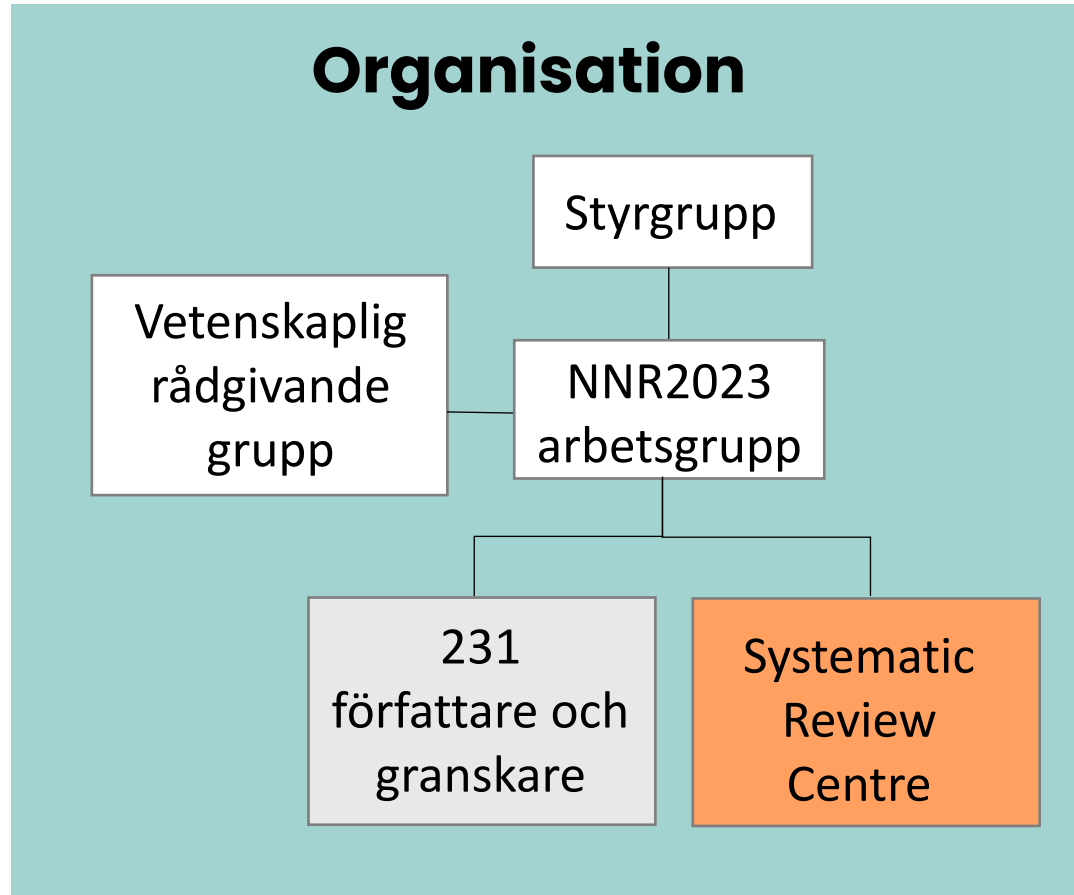 Organisation
Styrgrupp
Vetenskaplig
rådgivande
grupp
NNR2023
arbetsgrupp
231
författare och
granskare
Systematic
Review
Centre